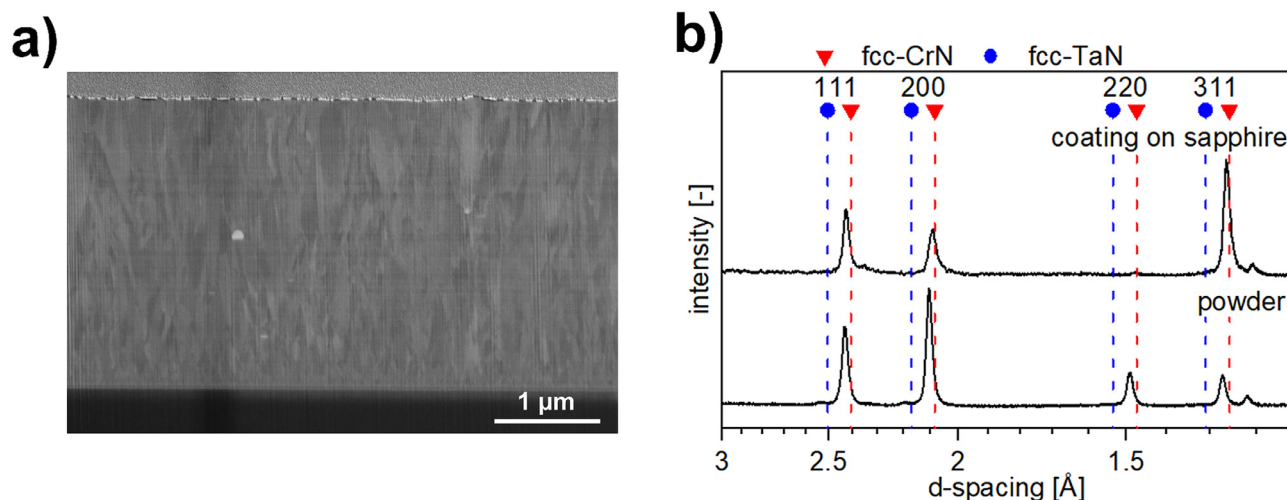 a)
1 µm
b)
fcc-CrN fcc-TaN
111 200 220 311
coating on sapphire
powder
intensity [-]
3 2.5 2 1.5
d-spacing [Å]